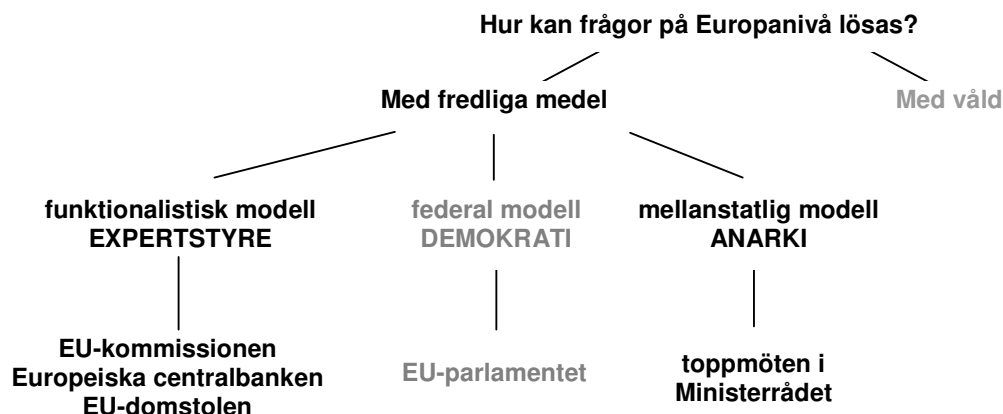 Hur kan frågor på Europanivå lösas?
Med fredliga medel
Med våld
funktionalistisk modell
EXPERTSTYRE
federal modell
DEMOKRATI
mellanstatlig modell
ANARKI
EU-kommissionen
Europeiska centralbanken
EU-domstolen
EU-parlamentet
toppmöten i
Ministerrådet